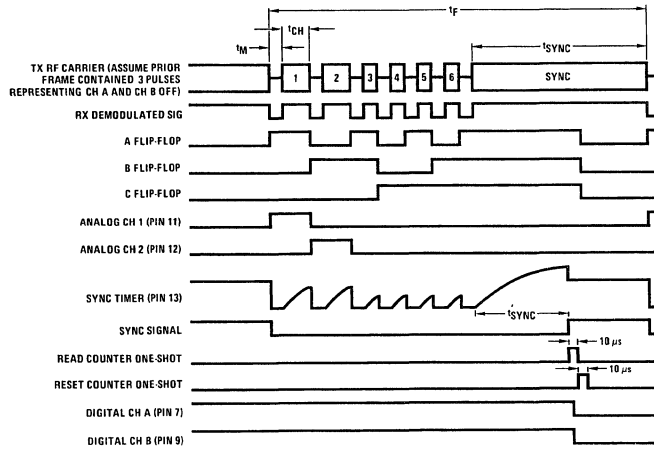 tF
tM
tCH
tSYNC
TX RF CARRIER (ASSUME PRIOR
FRAME CONTAINED 3 PULSES
REPRESENTING CH A AND CH B OFF)
1 2 3 4 5 6 SYNC
RX DEMODULATED SIG
A FLIP-FLOP
B FLIP-FLOP
C FLIP-FLOP
ANALOG CH 1 (PIN 11)
ANALOG CH 2 (PIN 12)
SYNC TIMER (PIN 13)
t'SYNC
SYNC SIGNAL
READ COUNTER ONE-SHOT
10 µs
RESET COUNTER ONE-SHOT
10 µs
DIGITAL CH A (PIN 7)
DIGITAL CH B (PIN 9)